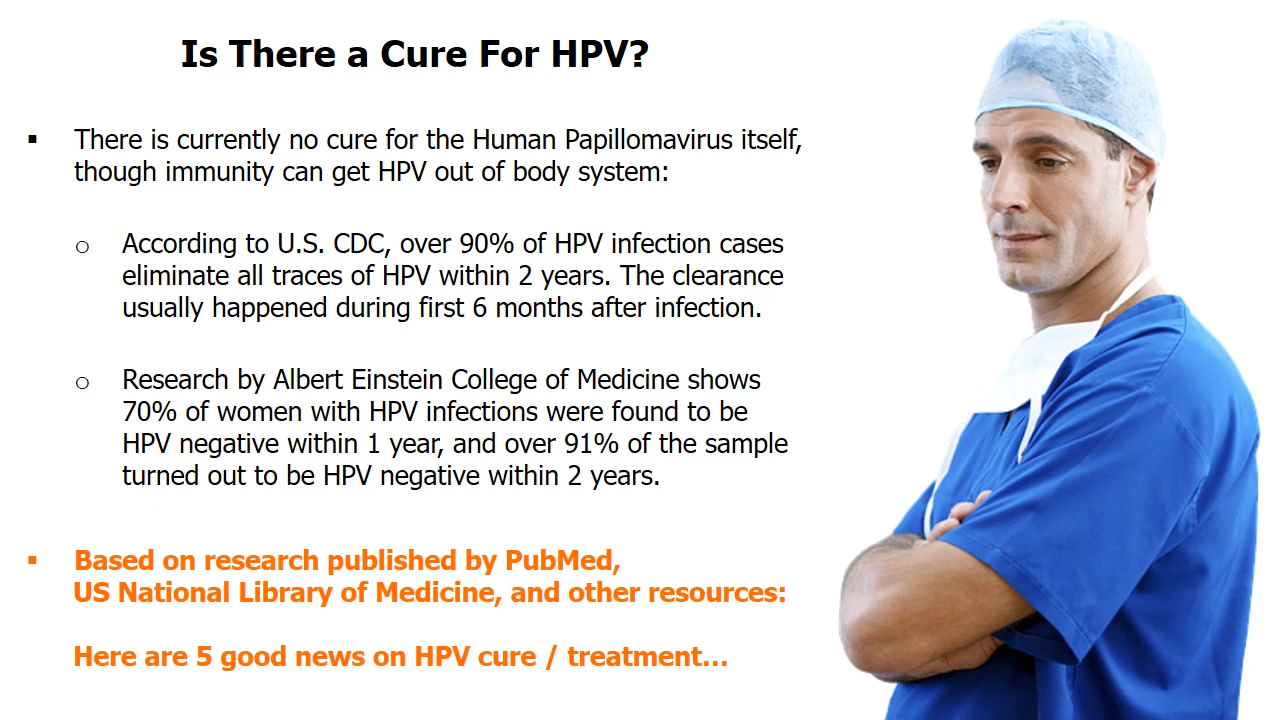 Is There a Cure For HPV?
▪ There is currently no cure for the Human Papillomavirus itself,
though immunity can get HPV out of body system:
o According to U.S. CDC, over 90% of HPV infection cases
eliminate all traces of HPV within 2 years. The clearance
usually happened during first 6 months after infection.
o Research by Albert Einstein College of Medicine shows
70% of women with HPV infections were found to be
HPV negative within 1 year, and over 91% of the sample
turned out to be HPV negative within 2 years.
▪ Based on research published by PubMed,
US National Library of Medicine, and other resources:
Here are 5 good news on HPV cure / treatment...